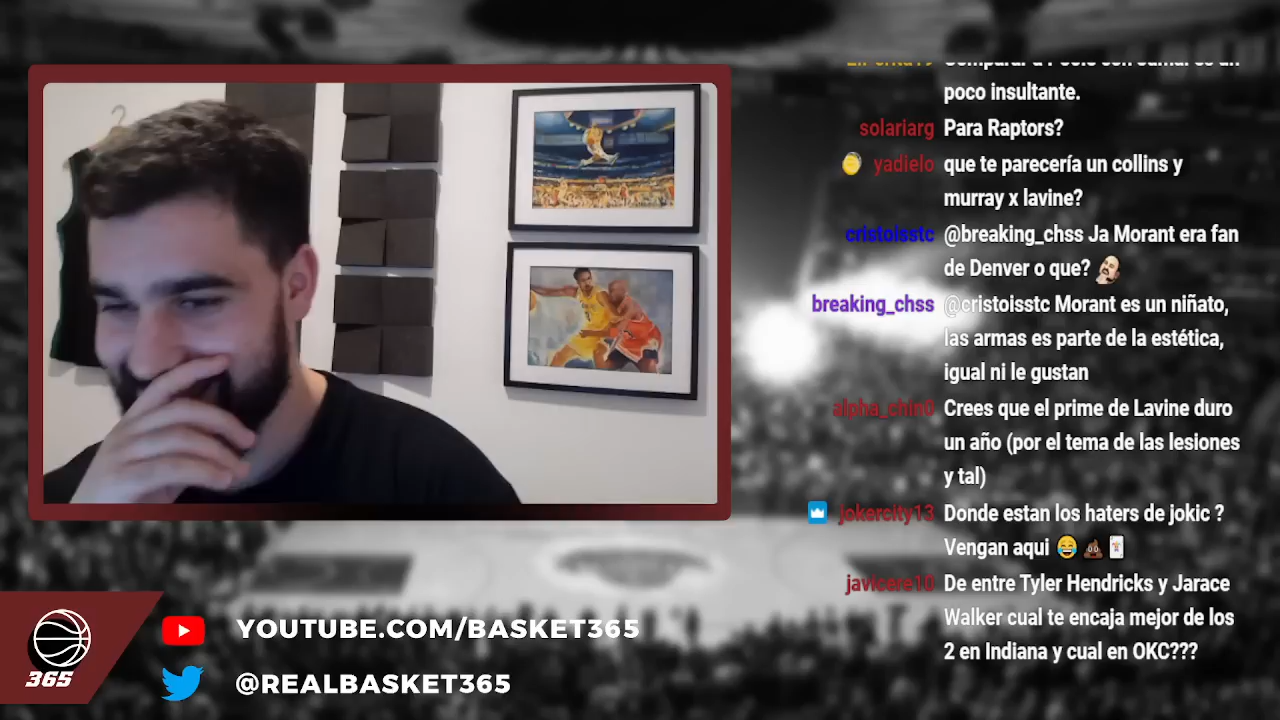 poco insultante.
solariarg Para Raptors?
yadielo que te parecería un collins y
murray x lavine?
cristoisstc @breaking_chss Ja Morant era fan
de Denver o que?
breaking_chss @cristoisstc Morant es un niñato,
las armas es parte de la estética,
igual ni le gustan
alpha_chin0 Crees que el prime de Lavine duro
un año (por el tema de las lesiones
y tal)
jokercity13 Donde estan los haters de jokic ?
Vengan aqui
javicere10 De entre Tyler Hendricks y Jarace
Walker cual te encaja mejor de los
2 en Indiana y cual en OKC???
365
YOUTUBE.COM/BASKET365
@REALBASKET365